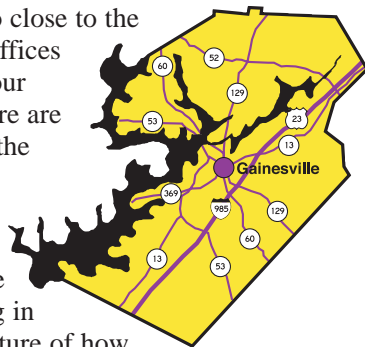 o close to the
ffices
our
re are
the
e
g in
ture of how
52
60
129
53
23
13
Gainesville
369
985
129
60
13
53